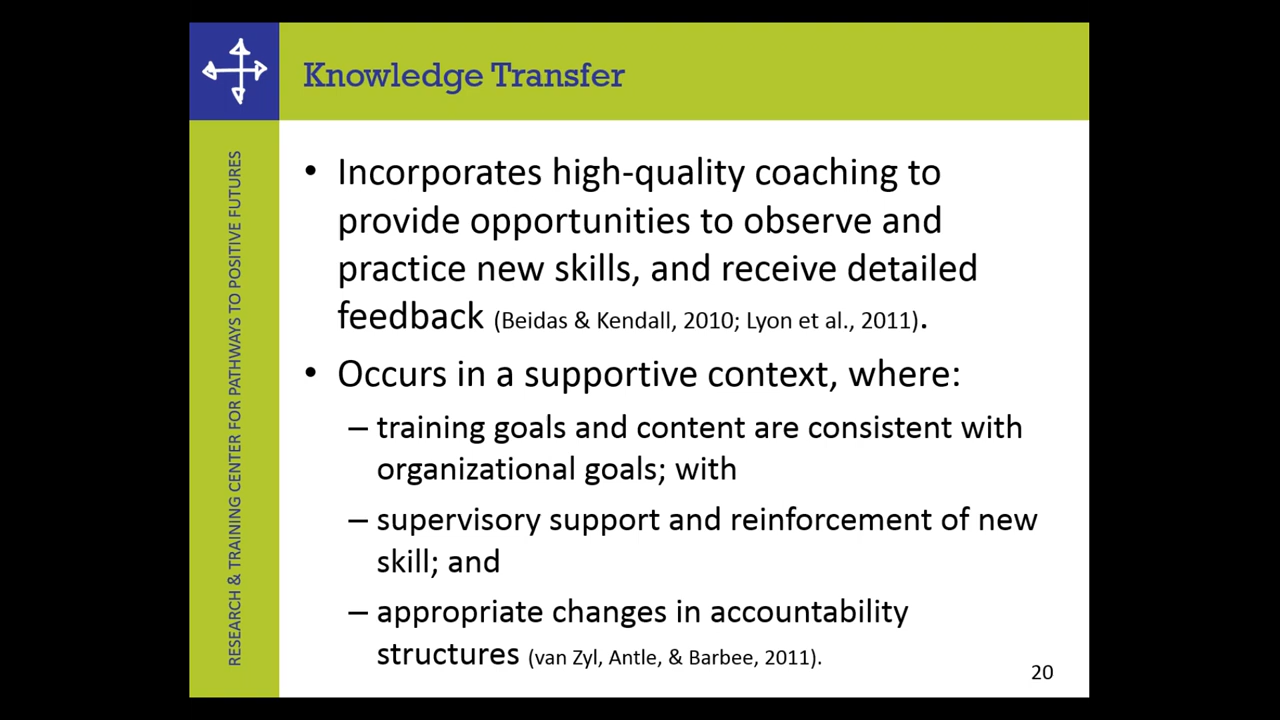 Knowledge Transfer
RESEARCH & TRAINING CENTER FOR PATHWAYS TO POSITIVE FUTURES
• Incorporates high-quality coaching to
provide opportunities to observe and
practice new skills, and receive detailed
feedback (Beidas & Kendall, 2010; Lyon et al., 2011).
• Occurs in a supportive context, where:
– training goals and content are consistent with
organizational goals; with
– supervisory support and reinforcement of new
skill; and
– appropriate changes in accountability
structures (van Zyl, Antle, & Barbee, 2011).
20